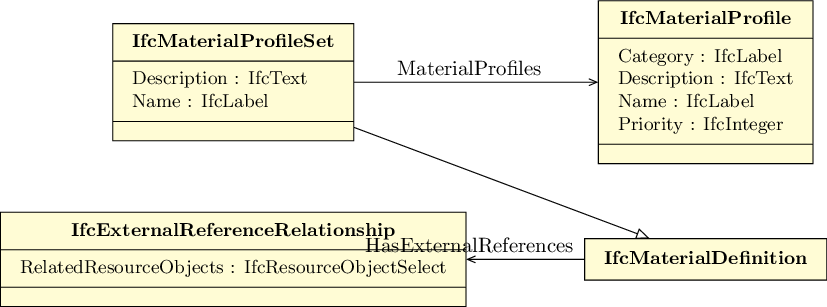 IfcMaterialProfileSet
Description : IfcText
Name : IfcLabel
MaterialProfiles
IfcMaterialProfile
Category : IfcLabel
Description : IfcText
Name : IfcLabel
Priority : IfcInteger
IfcExternalReferenceRelationship
RelatedResourceObjects : IfcResourceObjectSelect
HasExternalReferences
IfcMaterialDefinition